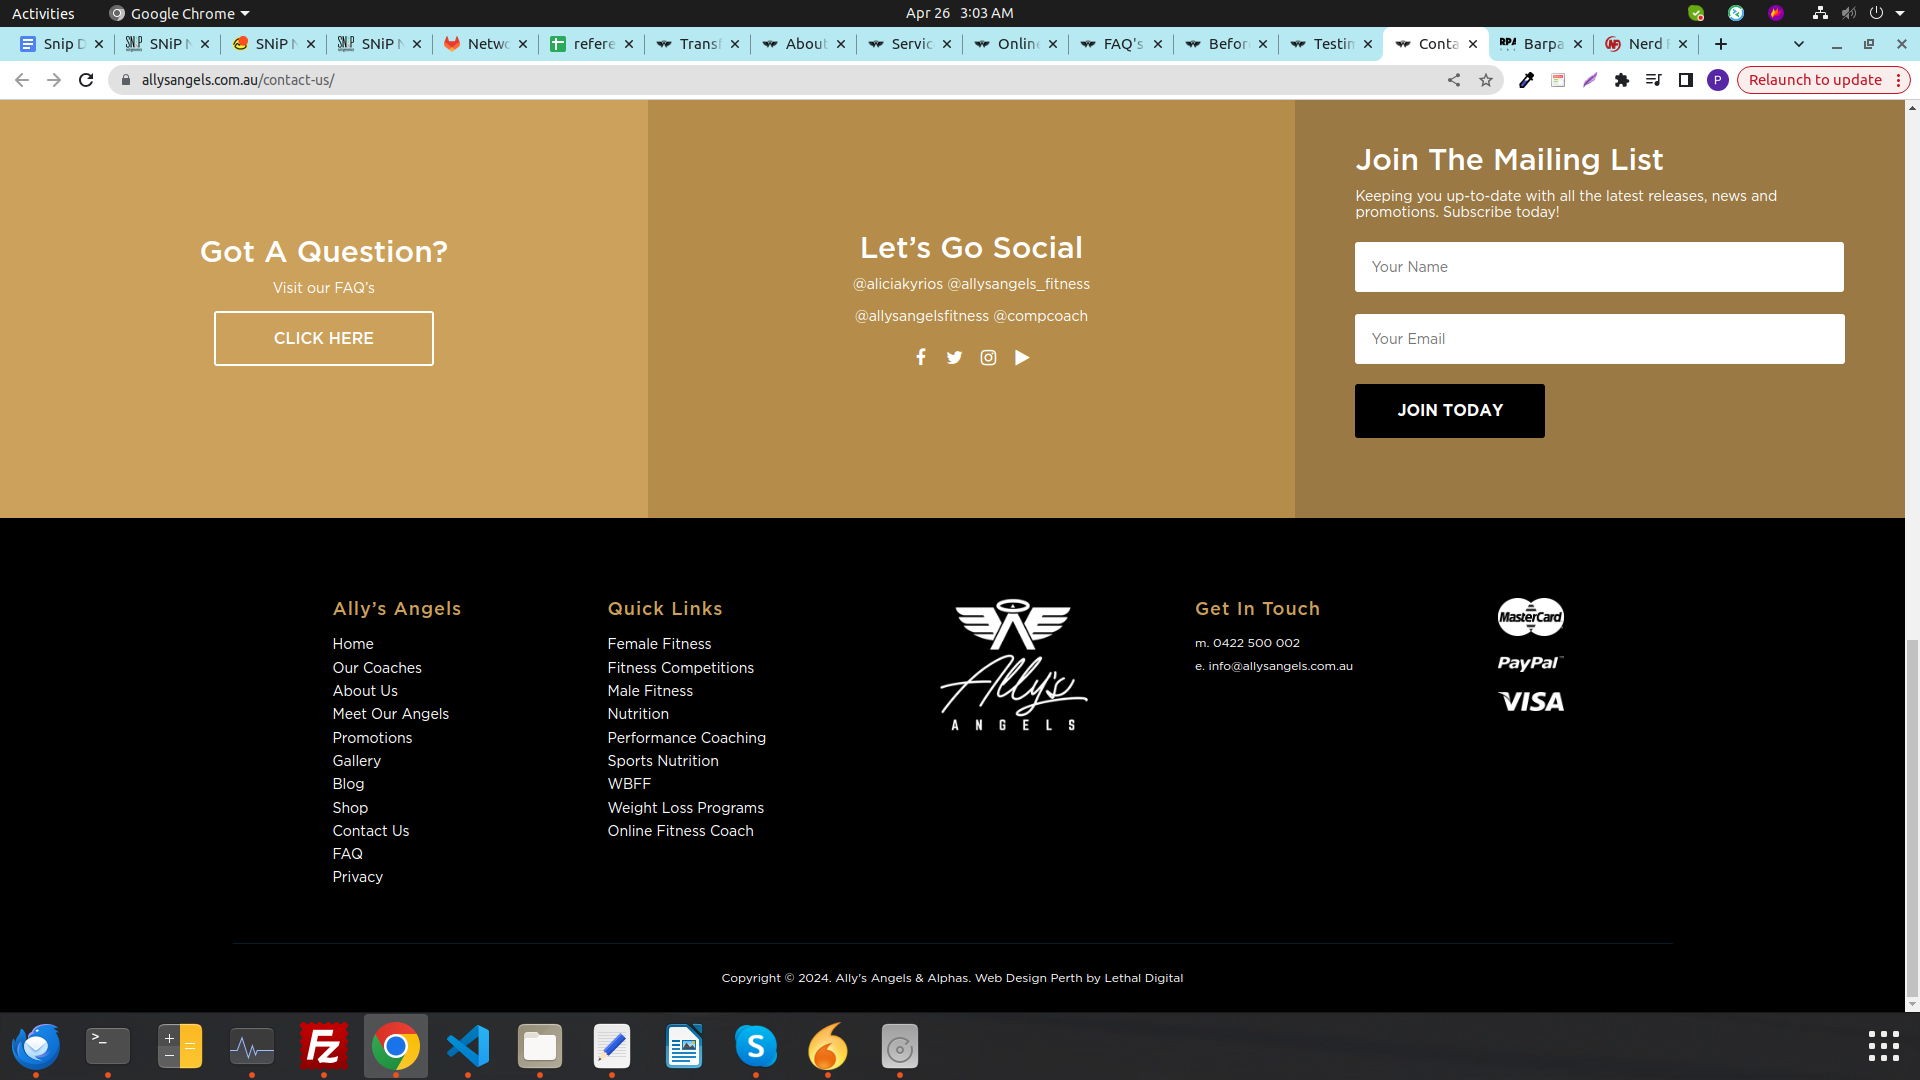 Activities
Google Chrome
Apr 26 3:03 AM
Snip D
SNiP N
SNiP N
SNiP N
Netwo
refere
Transf
About
Servic
Online
FAQ's
Befor
Testim
Conta
Barpa
Nerd
allysangels.com.au/contact-us/
P
Relaunch to update
Got A Question?
Visit our FAQ's
CLICK HERE
Let's Go Social
@aliciakyrios @allysangels_fitness
@allysangelsfitness @compcoach
Join The Mailing List
Keeping you up-to-date with all the latest releases, news and
promotions. Subscribe today!
Your Name
Your Email
JOIN TODAY
Ally's Angels
Home
Our Coaches
About Us
Meet Our Angels
Promotions
Gallery
Blog
Shop
Contact Us
FAQ
Privacy
Quick Links
Female Fitness
Fitness Competitions
Male Fitness
Nutrition
Performance Coaching
Sports Nutrition
WBFF
Weight Loss Programs
Online Fitness Coach
Ally's
ANGELS
Get In Touch
m. 0422 500 002
e. info@allysangels.com.au
MasterCard
PayPal
VISA
Copyright © 2024. Ally's Angels & Alphas. Web Design Perth by Lethal Digital